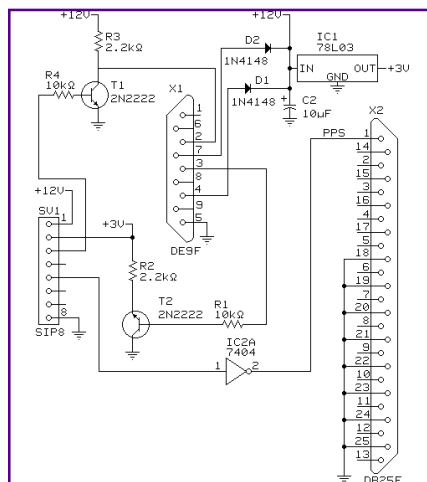 +12V
+12V
R3
2.2kΩ
D2
IC1
78L03
1N4148
IN
OUT
GND
+3V
R4
10kΩ
T1
2N2222
X1
D1
1N4148
C2
10µF
+
X2
1
6
2
7
3
8
4
9
5
DE9F
PPS
1
14
2
15
3
16
4
17
5
18
6
19
7
20
8
21
9
22
10
23
11
24
12
25
13
DB25F
+12V
SV1
1
8
SIP8
+3V
R2
2.2kΩ
T2
2N2222
R1
10kΩ
IC2A
7404
1
2